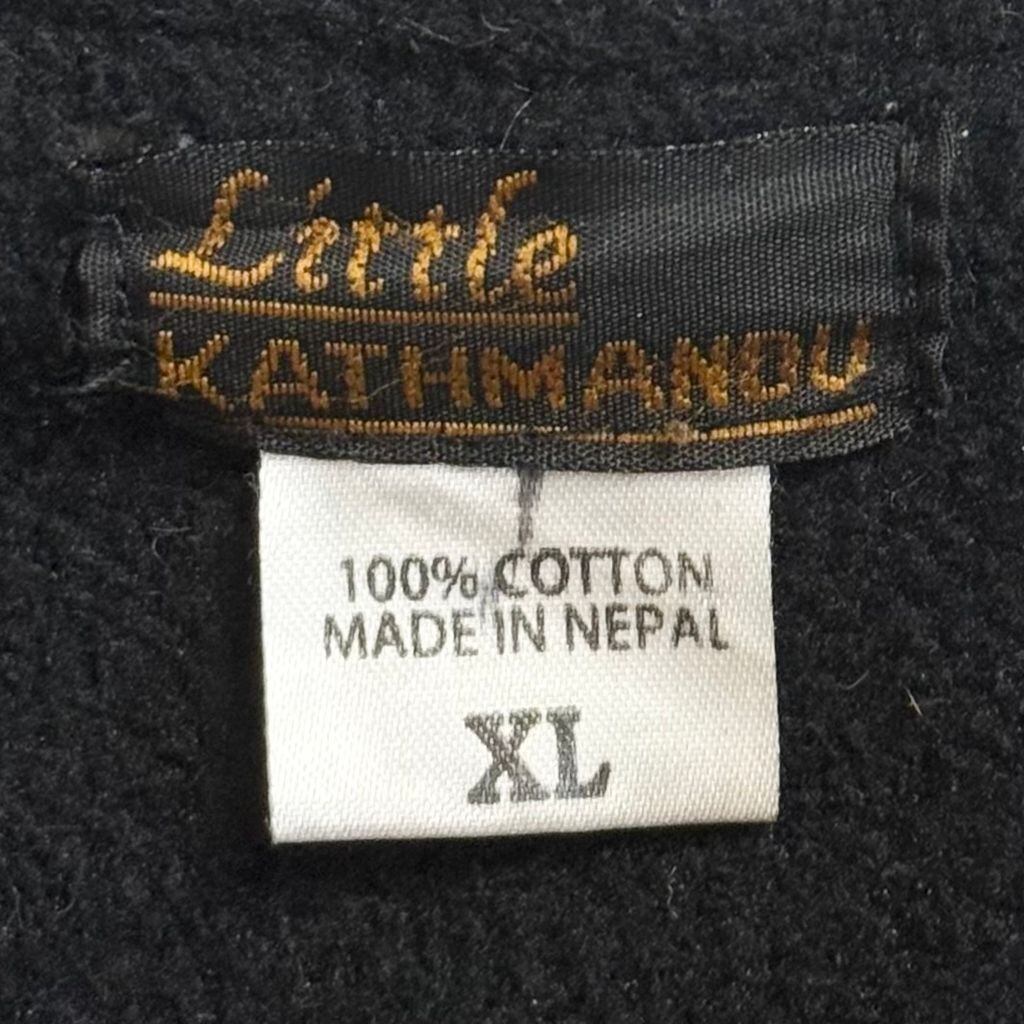 Little
KATHMANDU
100% COTTON
MADE IN NEPAL
XL